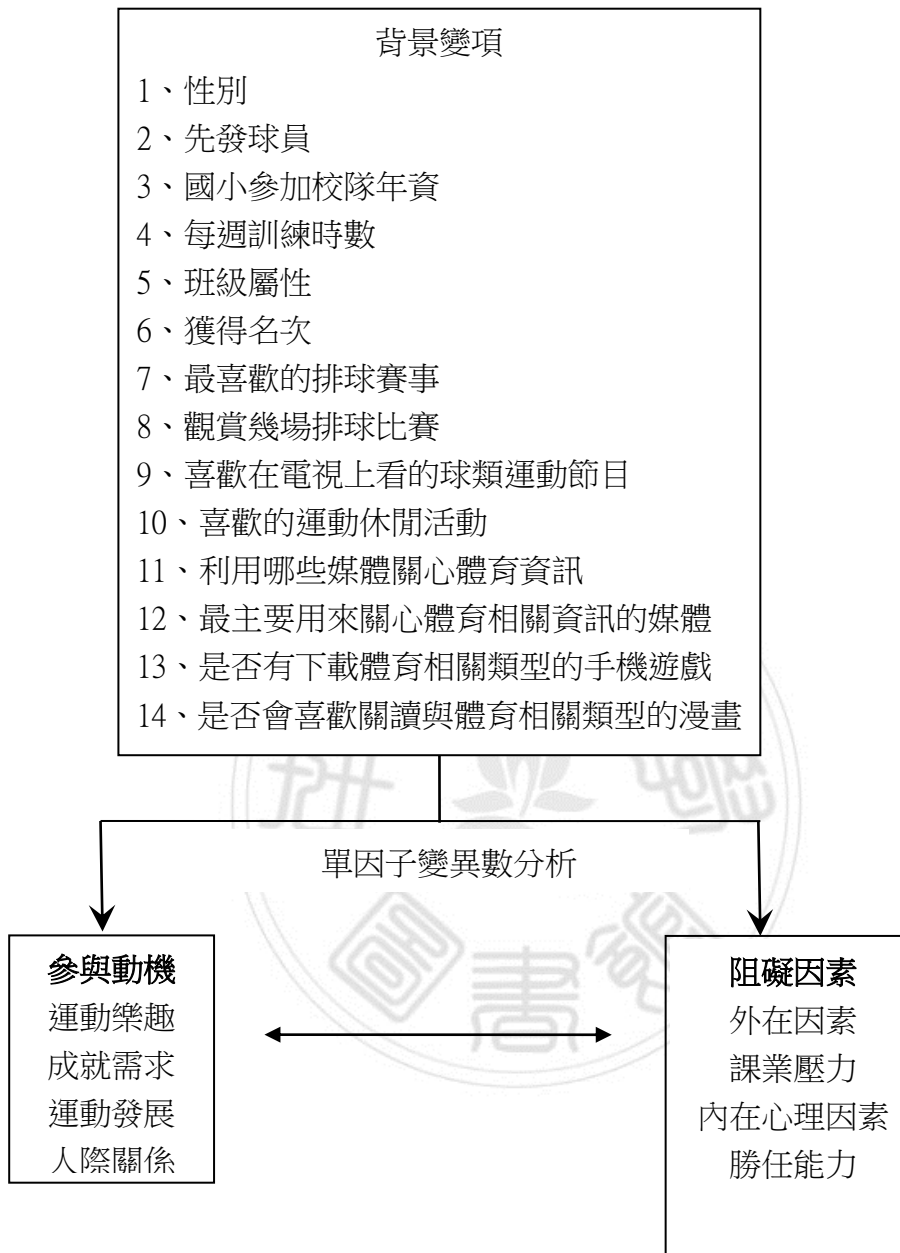 背景變項
1、性別
2、先發球員
3、國小參加校隊年資
4、每週訓練時數
5、班級屬性
6、獲得名次
7、最喜歡的排球賽事
8、觀賞幾場排球比賽
9、喜歡在電視上看的球類運動節目
10、喜歡的運動休閒活動
11、利用哪些媒體關心體育資訊
12、最主要用來關心體育相關資訊的媒體
13、是否有下載體育相關類型的手機遊戲
14、是否會喜歡關讀與體育相關類型的漫畫
單因子變異數分析
參與動機
運動樂趣
成就需求
運動發展
人際關係
阻礙因素
外在因素
課業壓力
內在心理因素
勝任能力